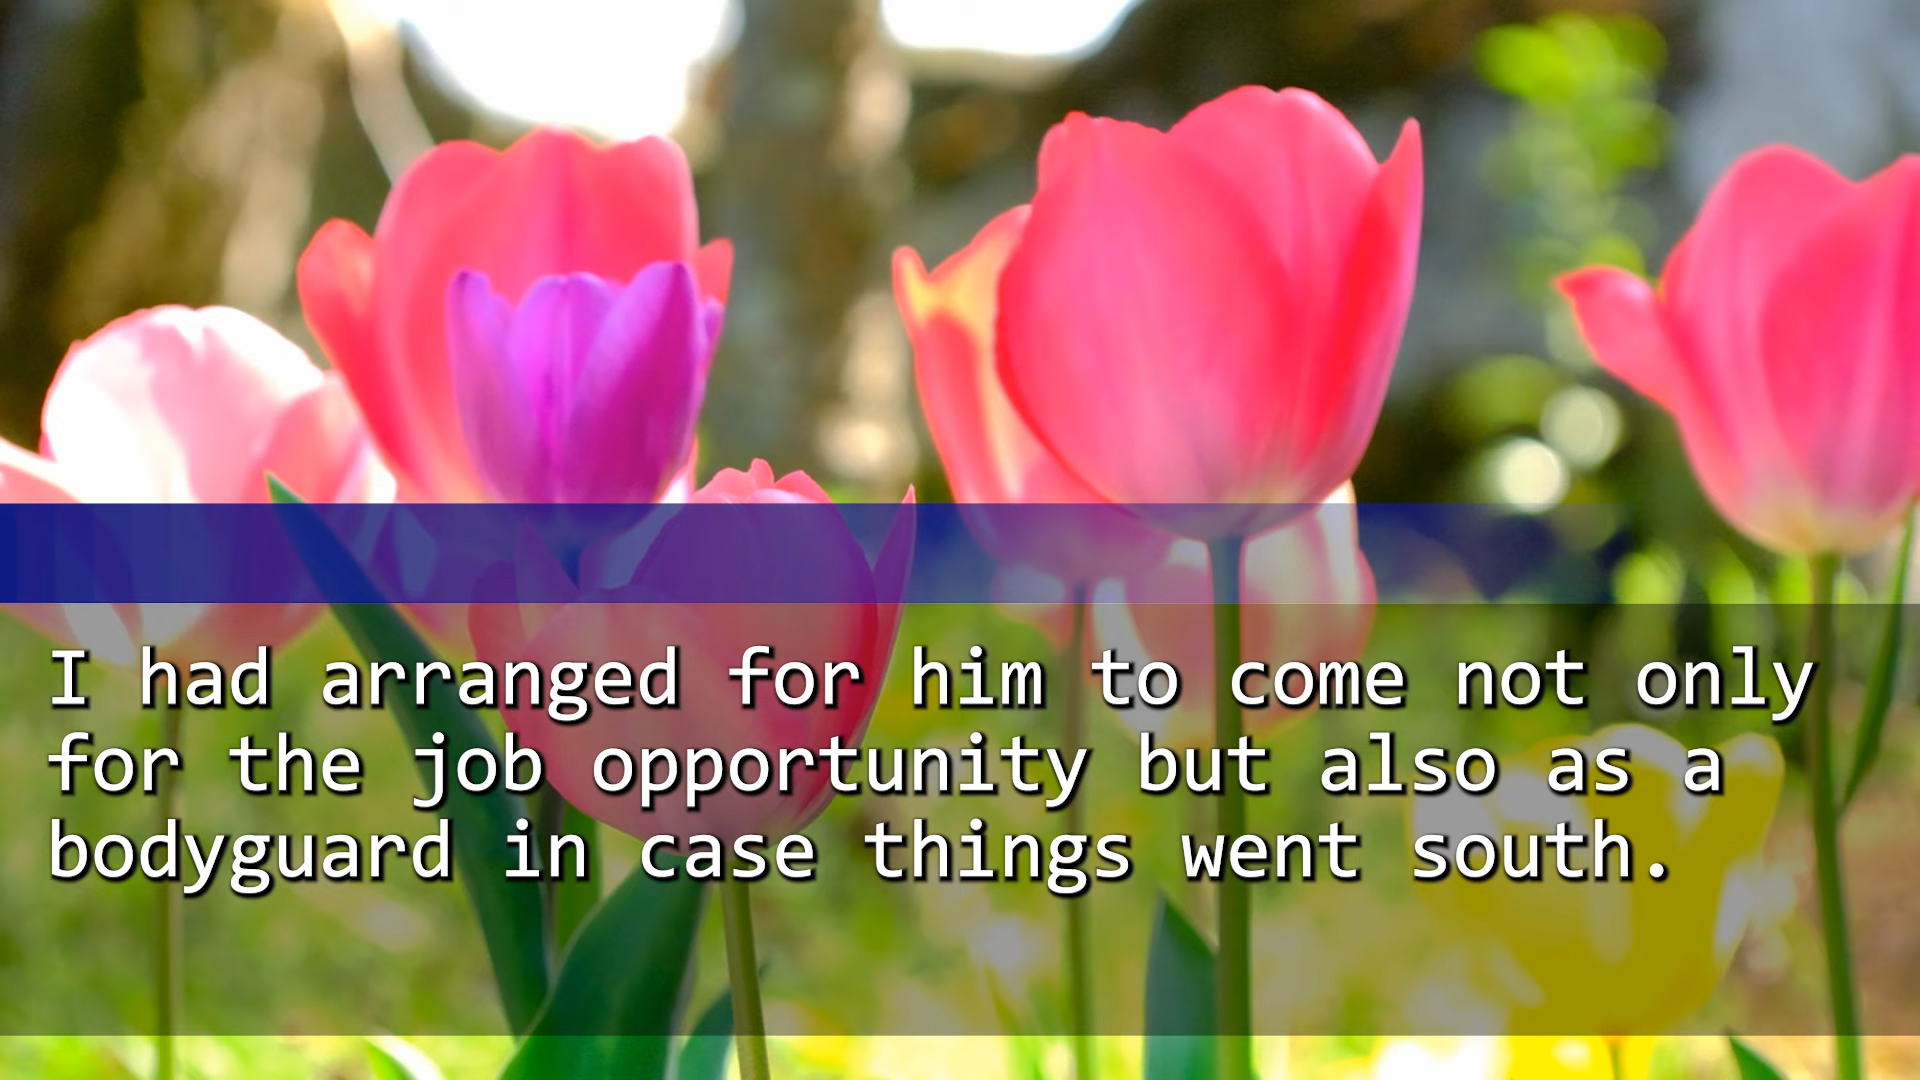 I had arranged for him to come not only
for the job opportunity but also as a
bodyguard in case things went south.